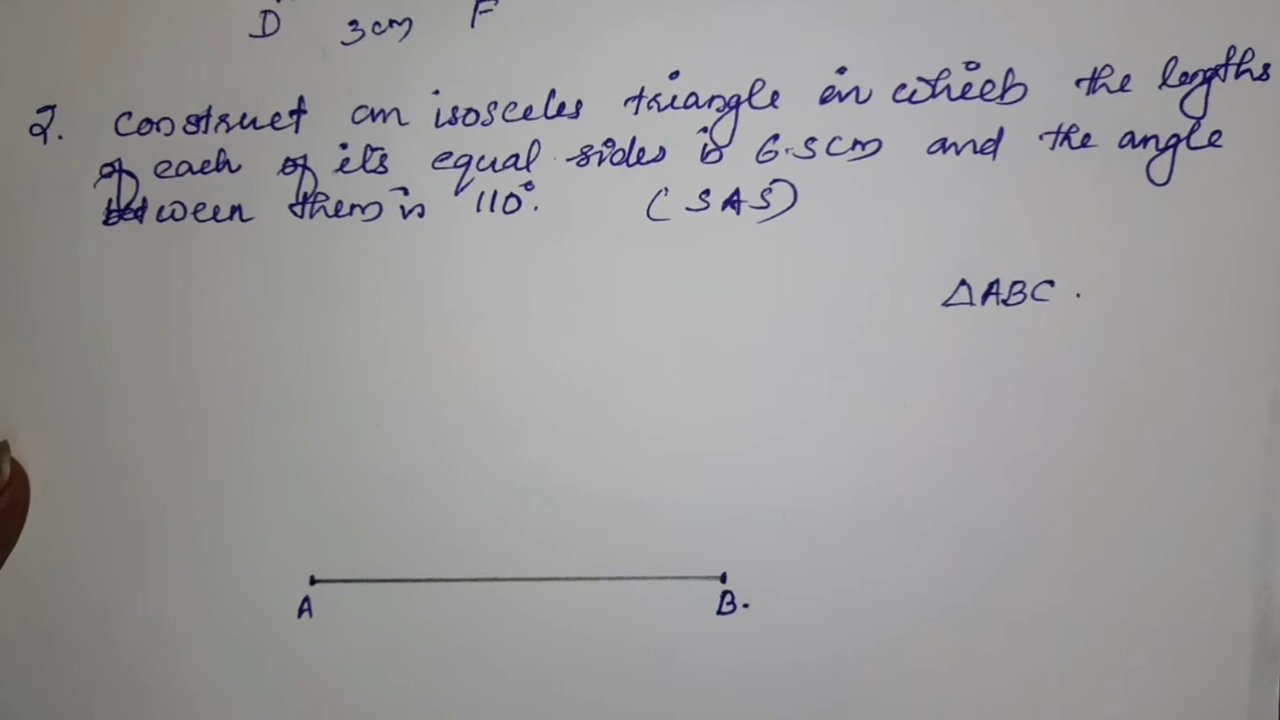 D 3cm F
2. construct an isosceles triangle in which the lengths
of each of its equal sides is 6.5cm and the angle
between them is 110°. (SAS)
△ABC.
A B.